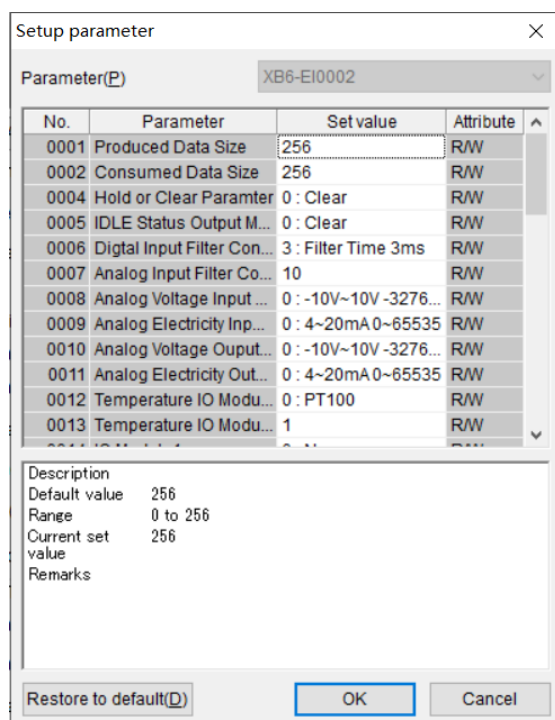 Setup parameter
Parameter(P) XB6-EI0002
No. Parameter Set value Attribute
0001 Produced Data Size 256 R/W
0002 Consumed Data Size 256 R/W
0004 Hold or Clear Paramter 0 : Clear R/W
0005 IDLE Status Output M... 0 : Clear R/W
0006 Digtal Input Filter Con... 3 : Filter Time 3ms R/W
0007 Analog Input Filter Co... 10 R/W
0008 Analog Voltage Input ... 0 : -10V~10V -3276... R/W
0009 Analog Electricity Inp... 0 : 4~20mA 0~65535 R/W
0010 Analog Voltage Ouput... 0 : -10V~10V -3276... R/W
0011 Analog Electricity Out... 0 : 4~20mA 0~65535 R/W
0012 Temperature IO Modu... 0 : PT100 R/W
0013 Temperature IO Modu... 1 R/W
Description
Default value 256
Range 0 to 256
Current set 256
value
Remarks
Restore to default(D) OK Cancel